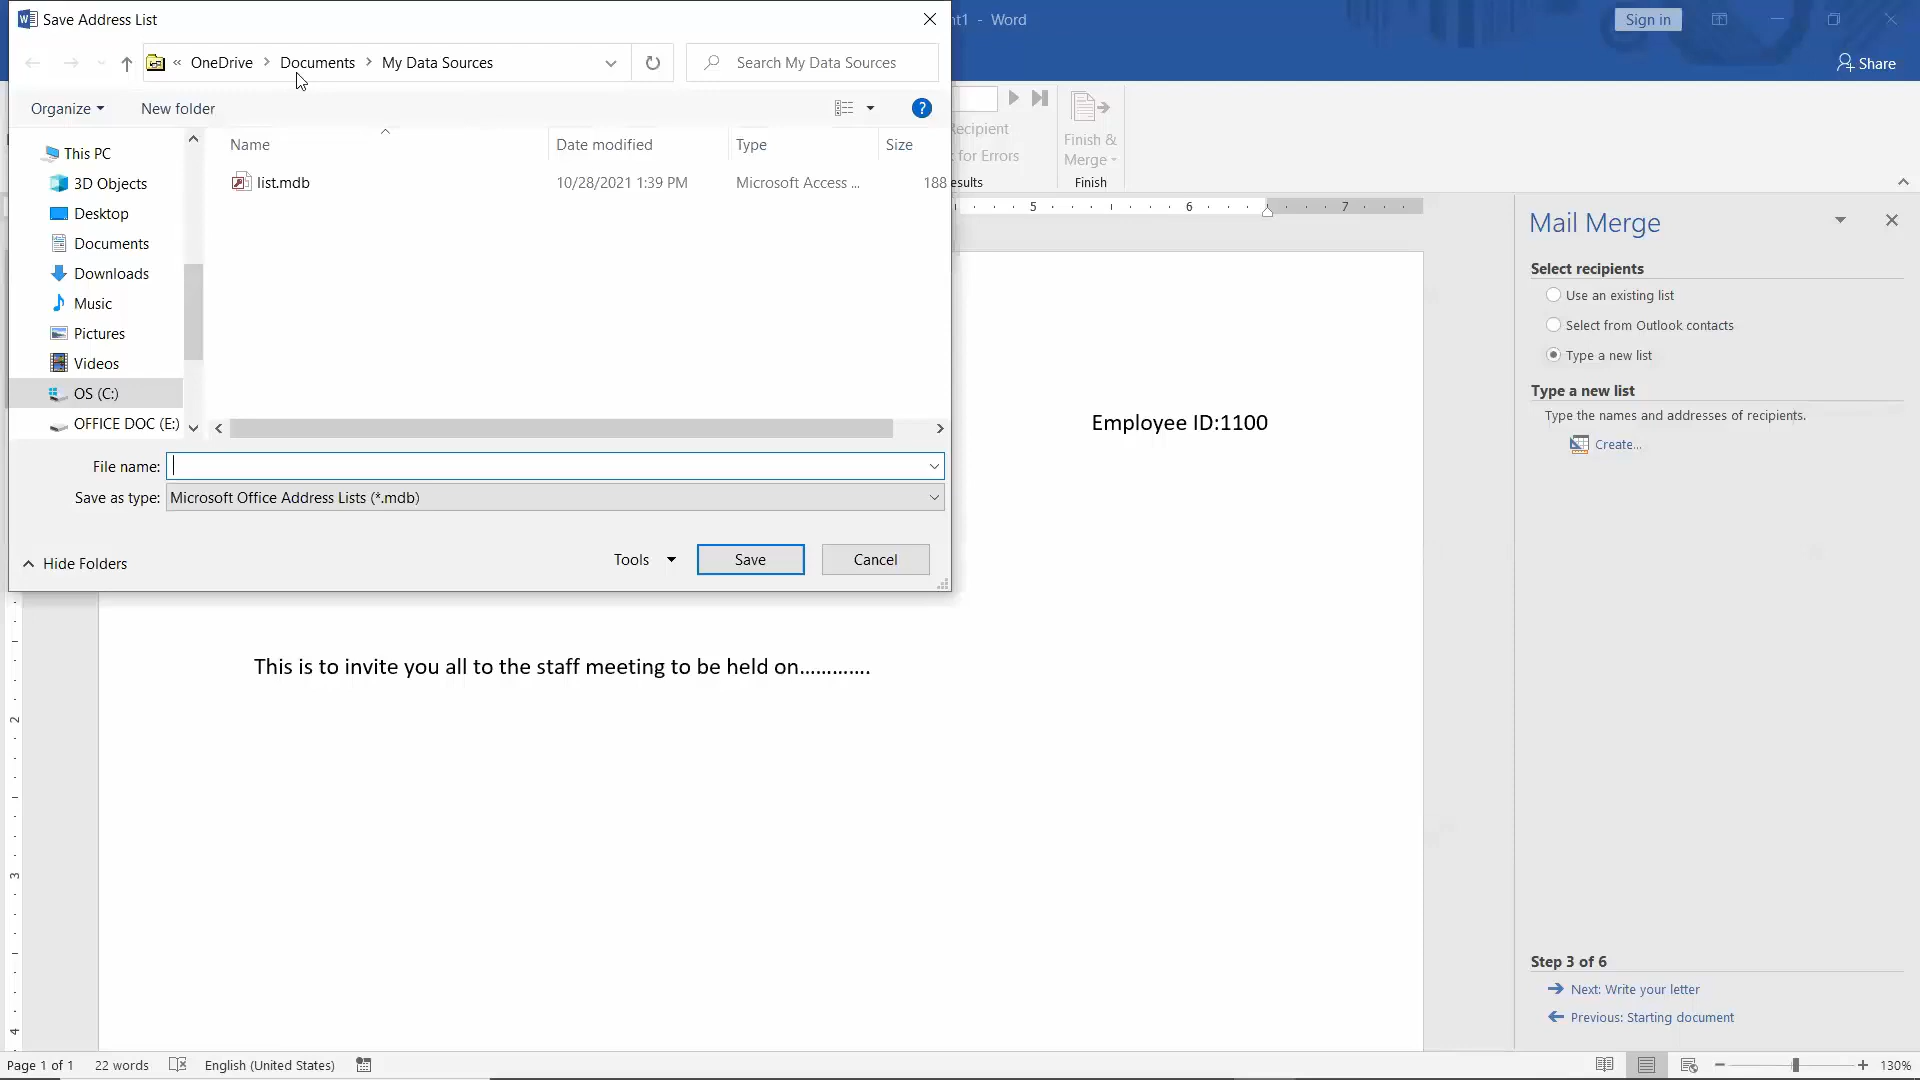 Save Address List
nt1 - Word
Sign in
« OneDrive > Documents > My Data Sources
Search My Data Sources
Share
Organize
New folder
Name
Date modified
Type
Size
This PC
3D Objects
Desktop
Documents
Downloads
Music
Pictures
Videos
OS (C:)
OFFICE DOC (E:)
list.mdb
10/28/2021 1:39 PM
Microsoft Access ...
188
File name:
Save as type:
Microsoft Office Address Lists (*.mdb)
Hide Folders
Tools
Save
Cancel
Recipient
for Errors
esults
Finish &
Merge
Finish
5 6 7
Employee ID:1100
This is to invite you all to the staff meeting to be held on.............
2
3
4
Mail Merge
Select recipients
Use an existing list
Select from Outlook contacts
Type a new list
Type a new list
Type the names and addresses of recipients.
Create...
Step 3 of 6
Next: Write your letter
Previous: Starting document
Page 1 of 1
22 words
English (United States)
130%